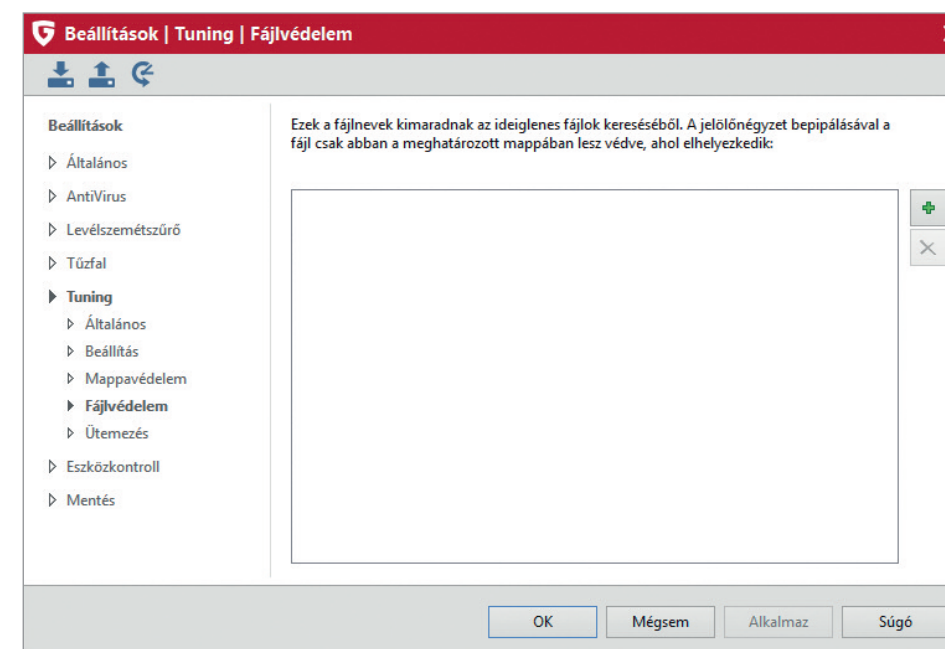 Beállítások | Tuning | Fájlvédelem
Beállítások
Általános
AntiVirus
Levélszemétszűrő
Tűzfal
Tuning
Általános
Beállítás
Mappavédelem
Fájlvédelem
Ütemezés
Eszközkontroll
Mentés
Ezek a fájlnevek kimaradnak az ideiglenes fájlok kereséséből. A jelölőnégyzet bepipálásával a
fájl csak abban a meghatározott mappában lesz védve, ahol elhelyezkedik:
OK
Mégsem
Alkalmaz
Súgó